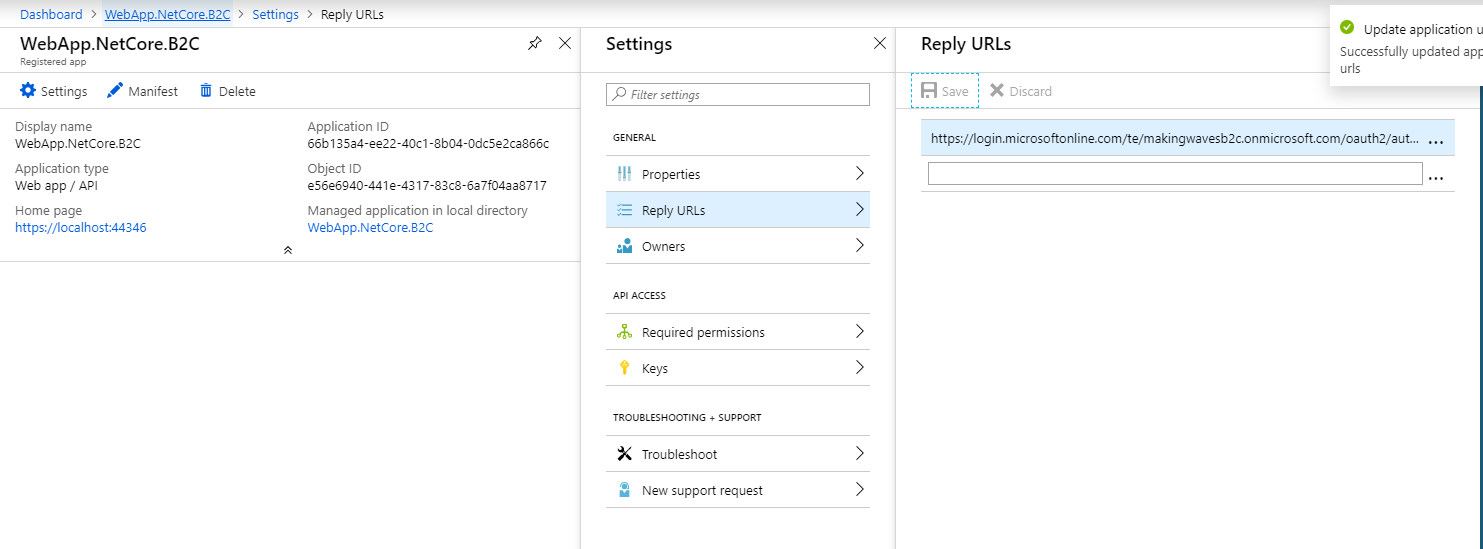 Dashboard > WebApp.NetCore.B2C > Settings > Reply URLs
WebApp.NetCore.B2C
Registered app
Settings Manifest Delete
Display name
WebApp.NetCore.B2C
Application type
Web app / API
Home page
https://localhost:44346
Application ID
66b135a4-ee22-40c1-8b04-0dc5e2ca866c
Object ID
e56e6940-441e-4317-83c8-6a7f04aa8717
Managed application in local directory
WebApp.NetCore.B2C
Settings
Filter settings
GENERAL
Properties
Reply URLs
Owners
API ACCESS
Required permissions
Keys
TROUBLESHOOTING + SUPPORT
Troubleshoot
New support request
Reply URLs
Save Discard
https://login.microsoftonline.com/te/makingwavesb2c.onmicrosoft.com/oauth2/aut... ...
...
Update application u
Successfully updated app
urls